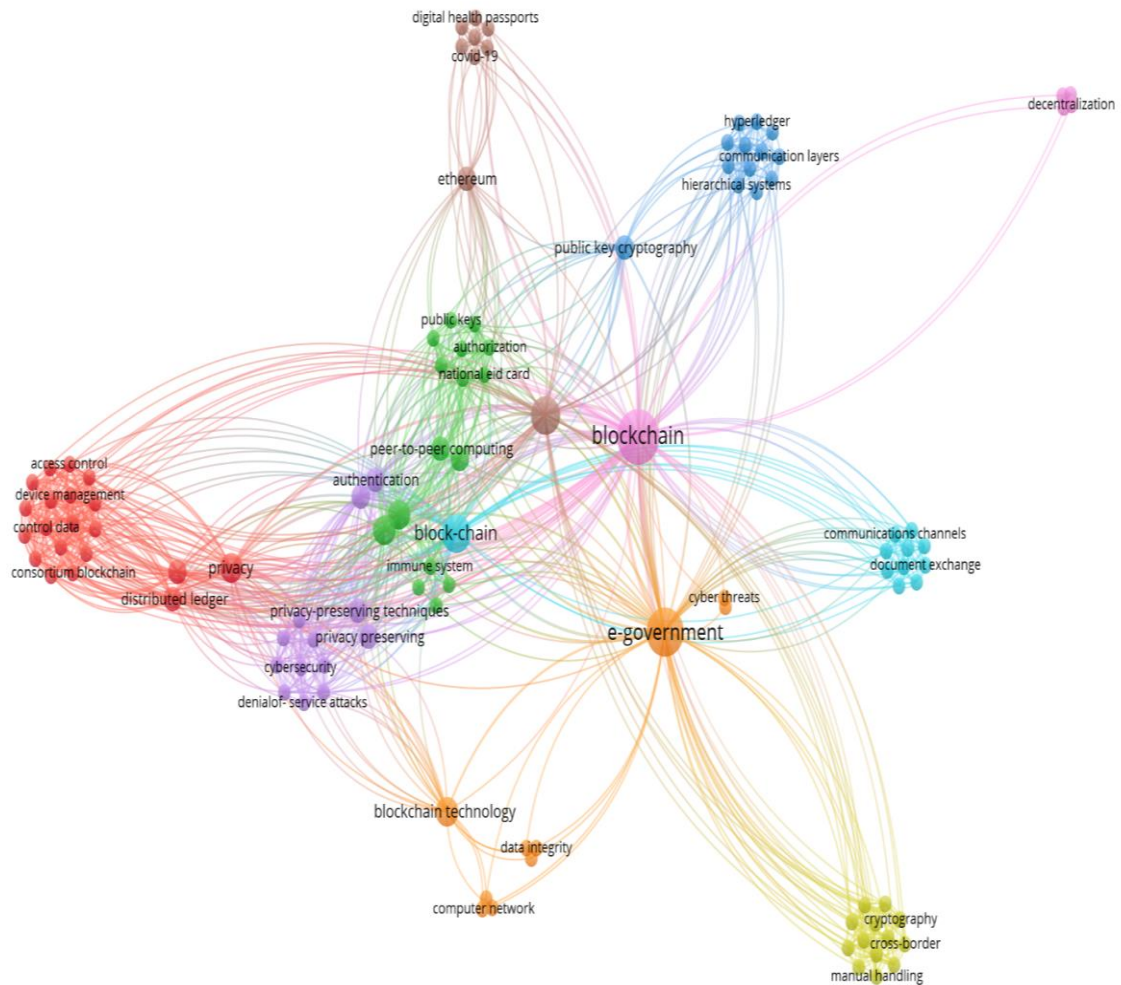 digital health passports
covid-19
decentralization
hyperledger
communication layers
ethereum
hierarchical systems
public key cryptography
public keys
authorization
national eid card
blockchain
peer-to-peer computing
access control
authentication
device management
control data
block-chain
communications channels
immune system
document exchange
consortium blockchain
privacy
distributed ledger
cyber threats
privacy-preserving techniques
e-government
privacy preserving
cybersecurity
denialof- service attacks
blockchain technology
data integrity
computer network
cryptography
cross-border
manual handling